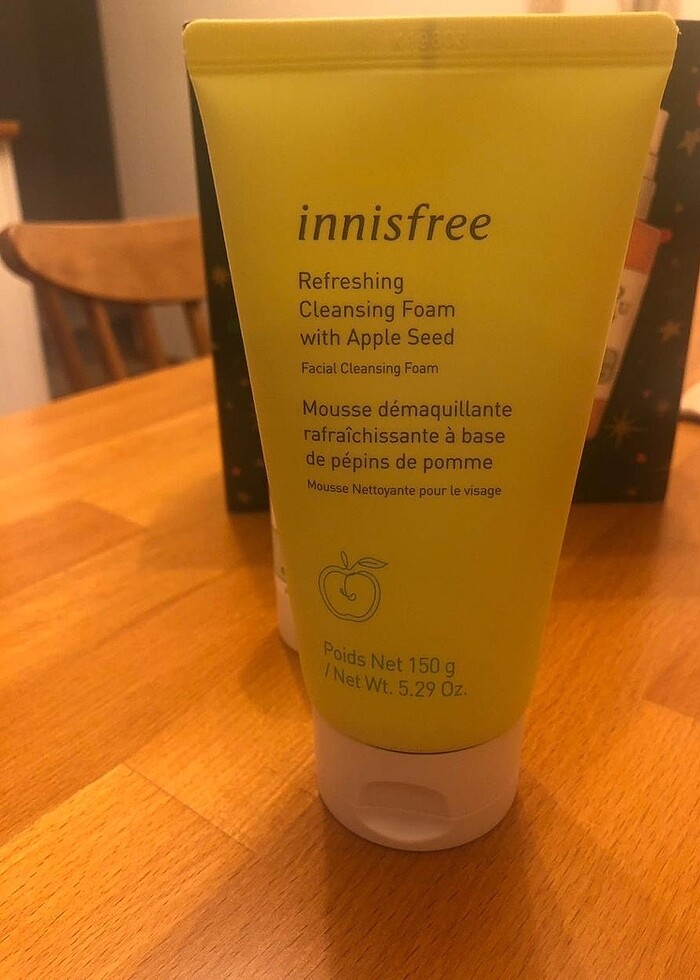 innisfree
Refreshing
Cleansing Foam
with Apple Seed
Facial Cleansing Foam
Mousse démaquillante
rafraîchissante à base
de pépins de pomme
Mousse Nettoyante pour le visage
Poids Net 150 g
/ Net Wt. 5.29 Oz.